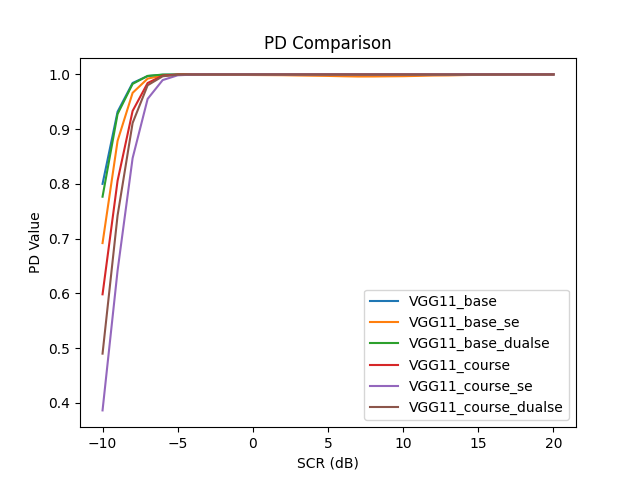 PD Comparison
1.0
0.9
0.8
0.7
0.6
0.5
0.4
PD Value
VGG11_base
VGG11_base_se
VGG11_base_dualse
VGG11_course
VGG11_course_se
VGG11_course_dualse
−10
−5
0
5
10
15
20
SCR (dB)